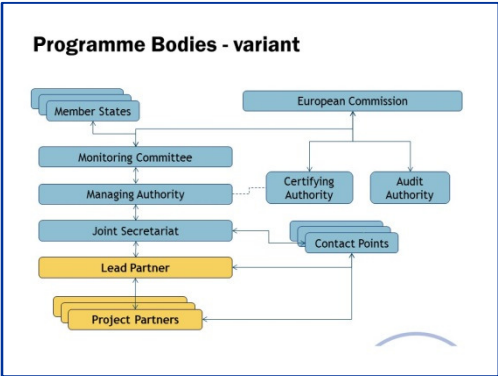 Programme Bodies - variant
European Commission
Member States
Monitoring Committee
Managing Authority
Certifying
Authority
Audit
Authority
Joint Secretariat
Contact Points
Lead Partner
Project Partners